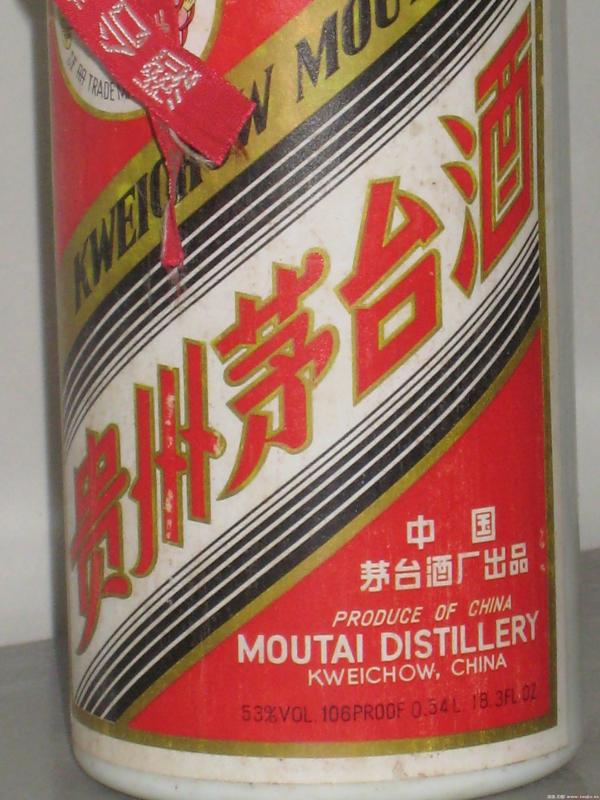 TRADE M
KWEICHOW MOU
贵州茅台酒
中国
茅台酒厂出品
PRODUCE OF CHINA
MOUTAI DISTILLERY
KWEICHOW, CHINA
53%VOL. 106PROOF 0.54L. 18.3FL.OZ